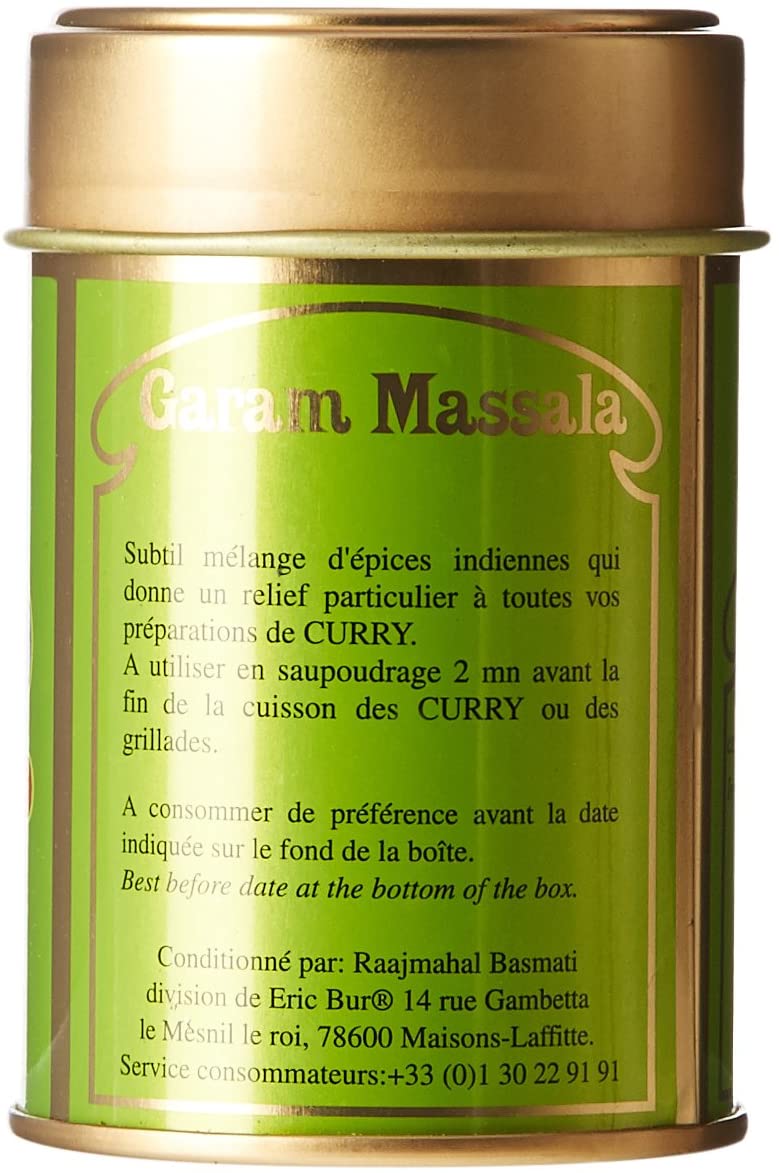 Garam Massala
Subtil mélange d'épices indiennes qui
donne un relief particulier à toutes vos
préparations de CURRY.
A utiliser en saupoudrage 2 mn avant la
fin de la cuisson des CURRY ou des
grillades.
A consommer de préférence avant la date
indiquée sur le fond de la boîte.
Best before date at the bottom of the box.
Conditionné par: Raajmahal Basmati
division de Eric Bur® 14 rue Gambetta
le Mèsnil le roi, 78600 Maisons-Laffitte.
Service consommateurs:+33 (0)1 30 22 91 91